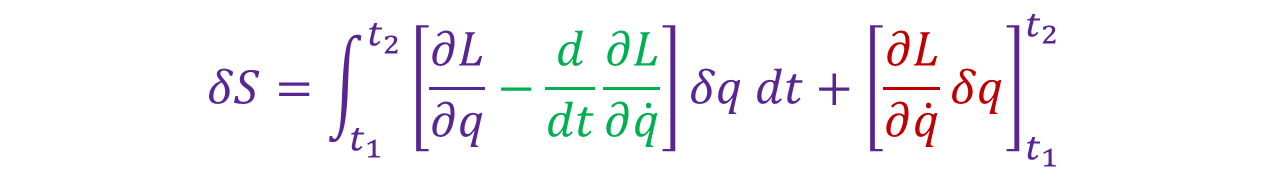 δS = ∫_{t₁}^{t₂} [∂L/∂q − d/dt ∂L/∂q̇] δq dt + [∂L/∂q̇ δq]_{t₁}^{t₂}